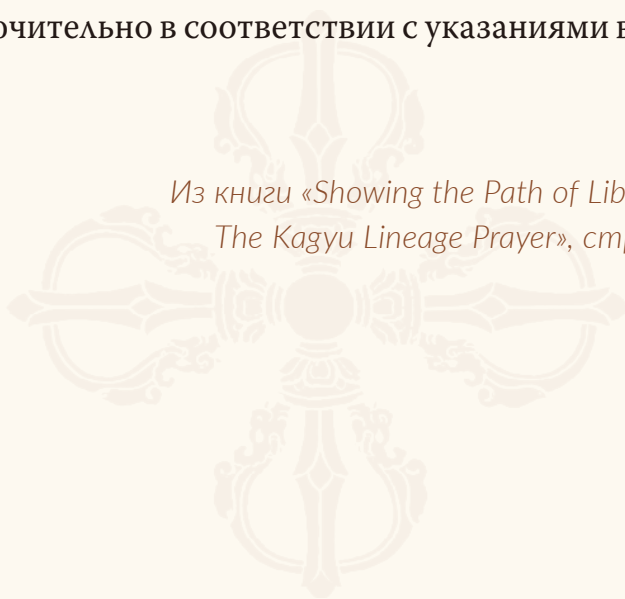 очительно в соответствии с указаниями в
Из книги «Showing the Path of Lib
The Kagyu Lineage Prayer», стр